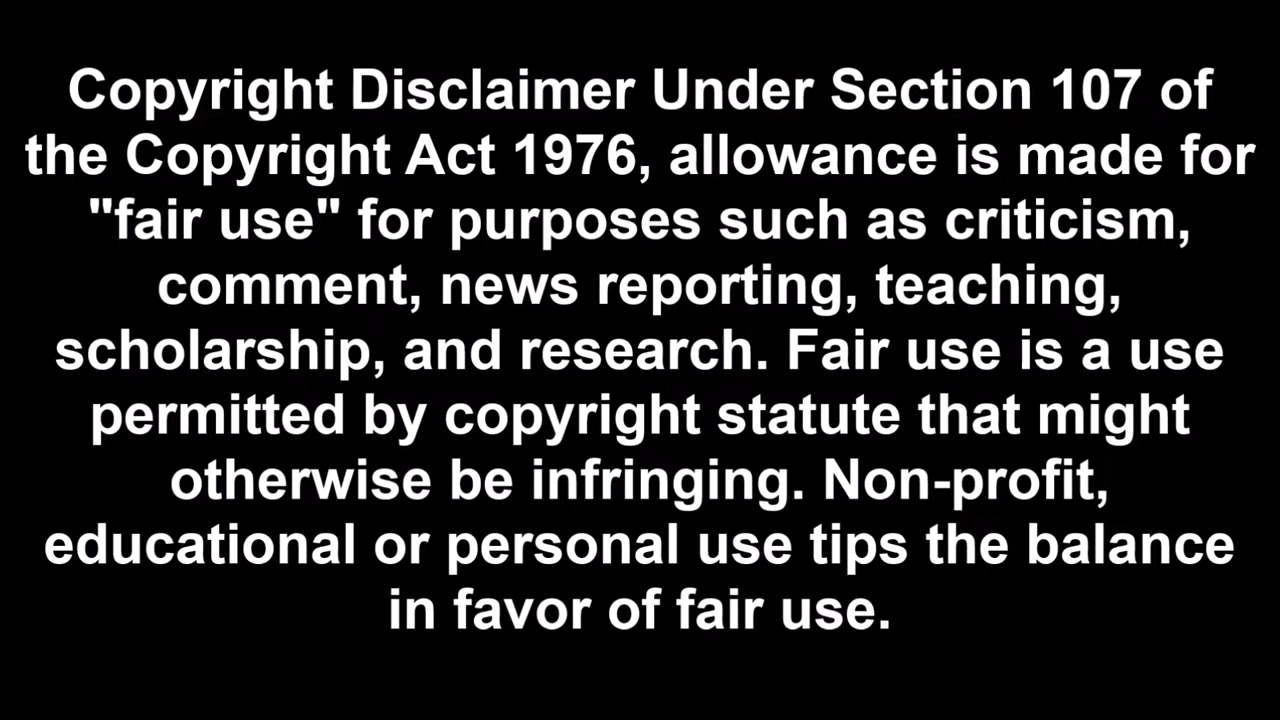 Copyright Disclaimer Under Section 107 of
the Copyright Act 1976, allowance is made for
"fair use" for purposes such as criticism,
comment, news reporting, teaching,
scholarship, and research. Fair use is a use
permitted by copyright statute that might
otherwise be infringing. Non-profit,
educational or personal use tips the balance
in favor of fair use.